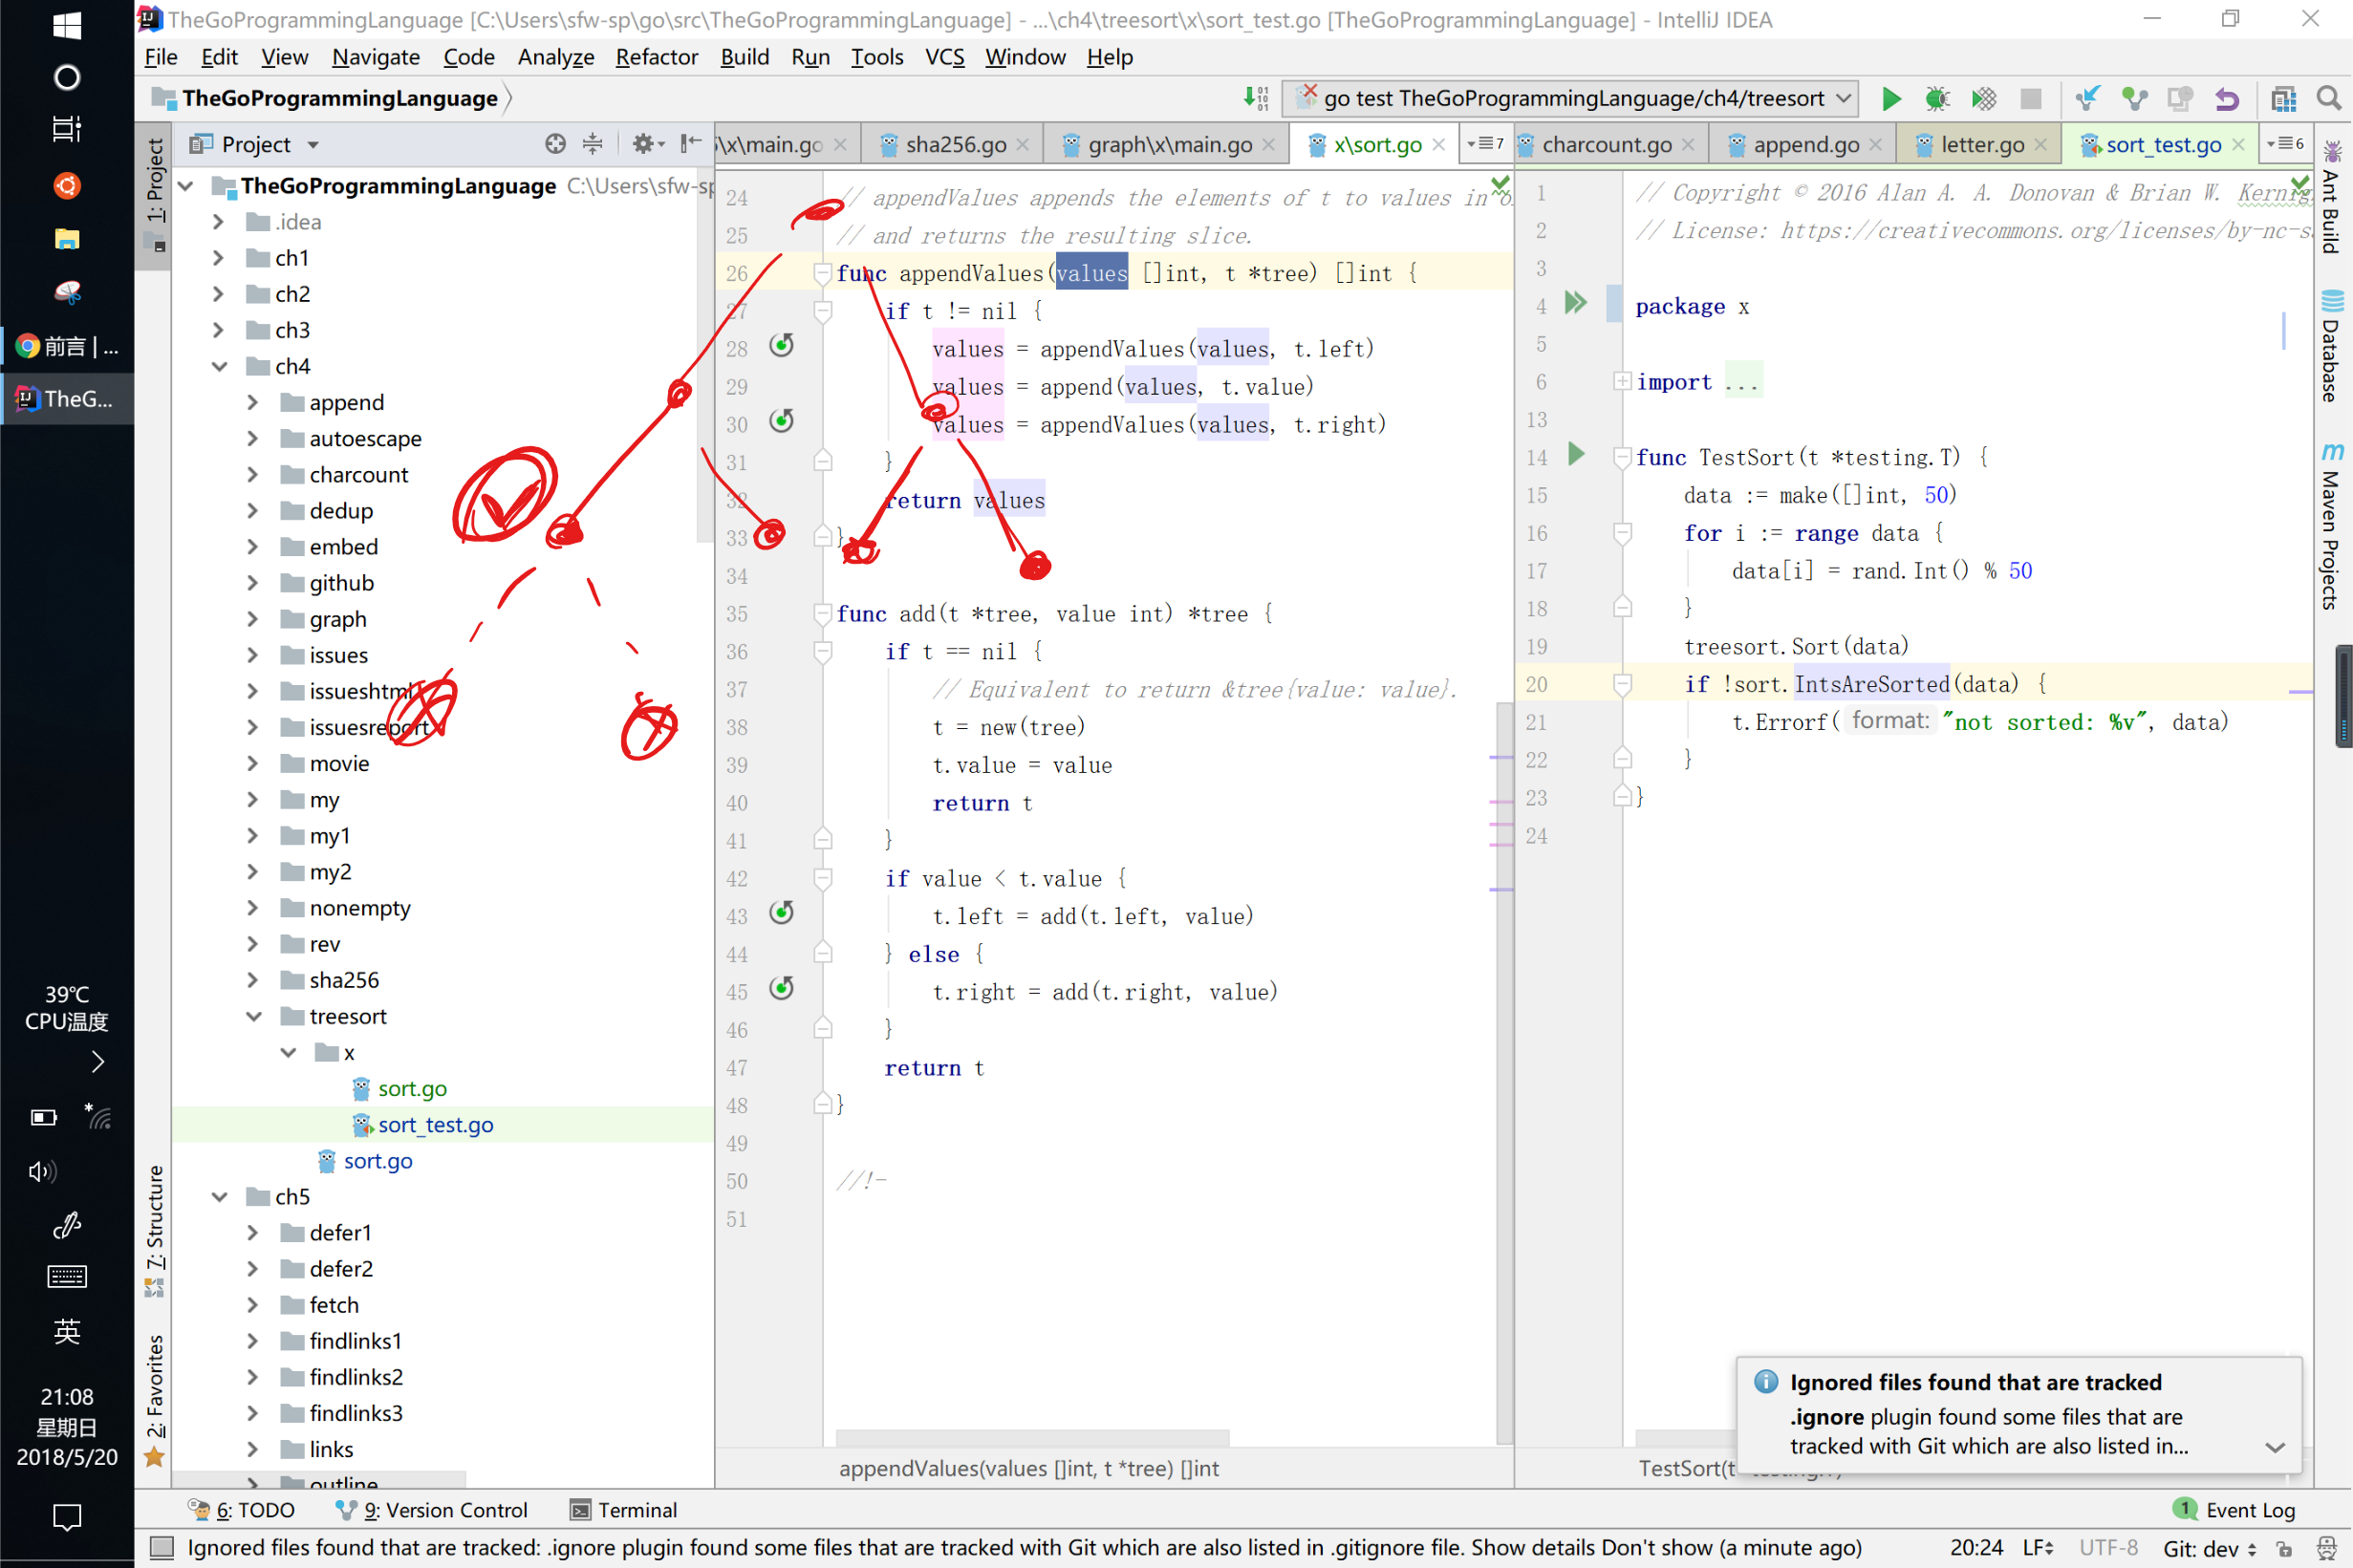 TheGoProgrammingLanguage [C:\Users\sfw-sp\go\src\TheGoProgrammingLanguage] - ...\ch4\treesort\x\sort_test.go [TheGoProgrammingLanguage] - IntelliJ IDEA
File Edit View Navigate Code Analyze Refactor Build Run Tools VCS Window Help
TheGoProgrammingLanguage
go test TheGoProgrammingLanguage/ch4/treesort
前言 | ...
TheG...
39℃
CPU温度
英
21:08
星期日
2018/5/20
1: Project
7: Structure
2: Favorites
Project
TheGoProgrammingLanguage C:\Users\sfw-sp
.idea
ch1
ch2
ch3
ch4
append
autoescape
charcount
dedup
embed
github
graph
issues
issueshtml
issuesreport
movie
my
my1
my2
nonempty
rev
sha256
treesort
x
sort.go
sort_test.go
sort.go
ch5
defer1
defer2
fetch
findlinks1
findlinks2
findlinks3
links
outline
\x\main.go sha256.go graph\x\main.go x\sort.go 7
24 // appendValues appends the elements of t to values in o
25 // and returns the resulting slice.
26 func appendValues(values []int, t *tree) []int {
27 if t != nil {
28 values = appendValues(values, t.left)
29 values = append(values, t.value)
30 values = appendValues(values, t.right)
31 }
32 return values
33 }
34
35 func add(t *tree, value int) *tree {
36 if t == nil {
37 // Equivalent to return &tree{value: value}.
38 t = new(tree)
39 t.value = value
40 return t
41 }
42 if value < t.value {
43 t.left = add(t.left, value)
44 } else {
45 t.right = add(t.right, value)
46 }
47 return t
48 }
49
50 //!-
51
appendValues(values []int, t *tree) []int
charcount.go append.go letter.go sort_test.go 6
1 // Copyright © 2016 Alan A. A. Donovan & Brian W. Kernig
2 // License: https://creativecommons.org/licenses/by-nc-s
3
4 package x
5
6 import ...
13
14 func TestSort(t *testing.T) {
15 data := make([]int, 50)
16 for i := range data {
17 data[i] = rand.Int() % 50
18 }
19 treesort.Sort(data)
20 if !sort.IntsAreSorted(data) {
21 t.Errorf( format: "not sorted: %v", data)
22 }
23 }
24
Ant Build
Database
Maven Projects
Ignored files found that are tracked
.ignore plugin found some files that are
tracked with Git which are also listed in...
6: TODO 9: Version Control Terminal
1 Event Log
Ignored files found that are tracked: .ignore plugin found some files that are tracked with Git which are also listed in .gitignore file. Show details Don't show (a minute ago) 20:24 LF UTF-8 Git: dev